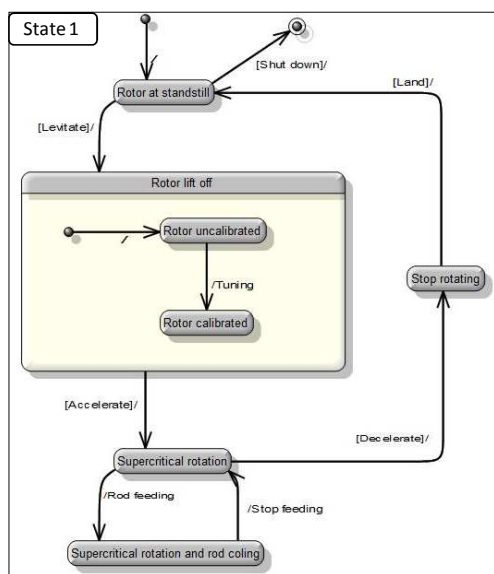 State 1
[Shut down]/
/
Rotor at standstill
[Land]/
[Levitate]/
Rotor lift off
Rotor uncalibrated
/
/Tuning
Stop rotating
Rotor calibrated
[Accelerate]/
[Decelerate]/
Supercritical rotation
/Rod feeding
/Stop feeding
Supercritical rotation and rod coling